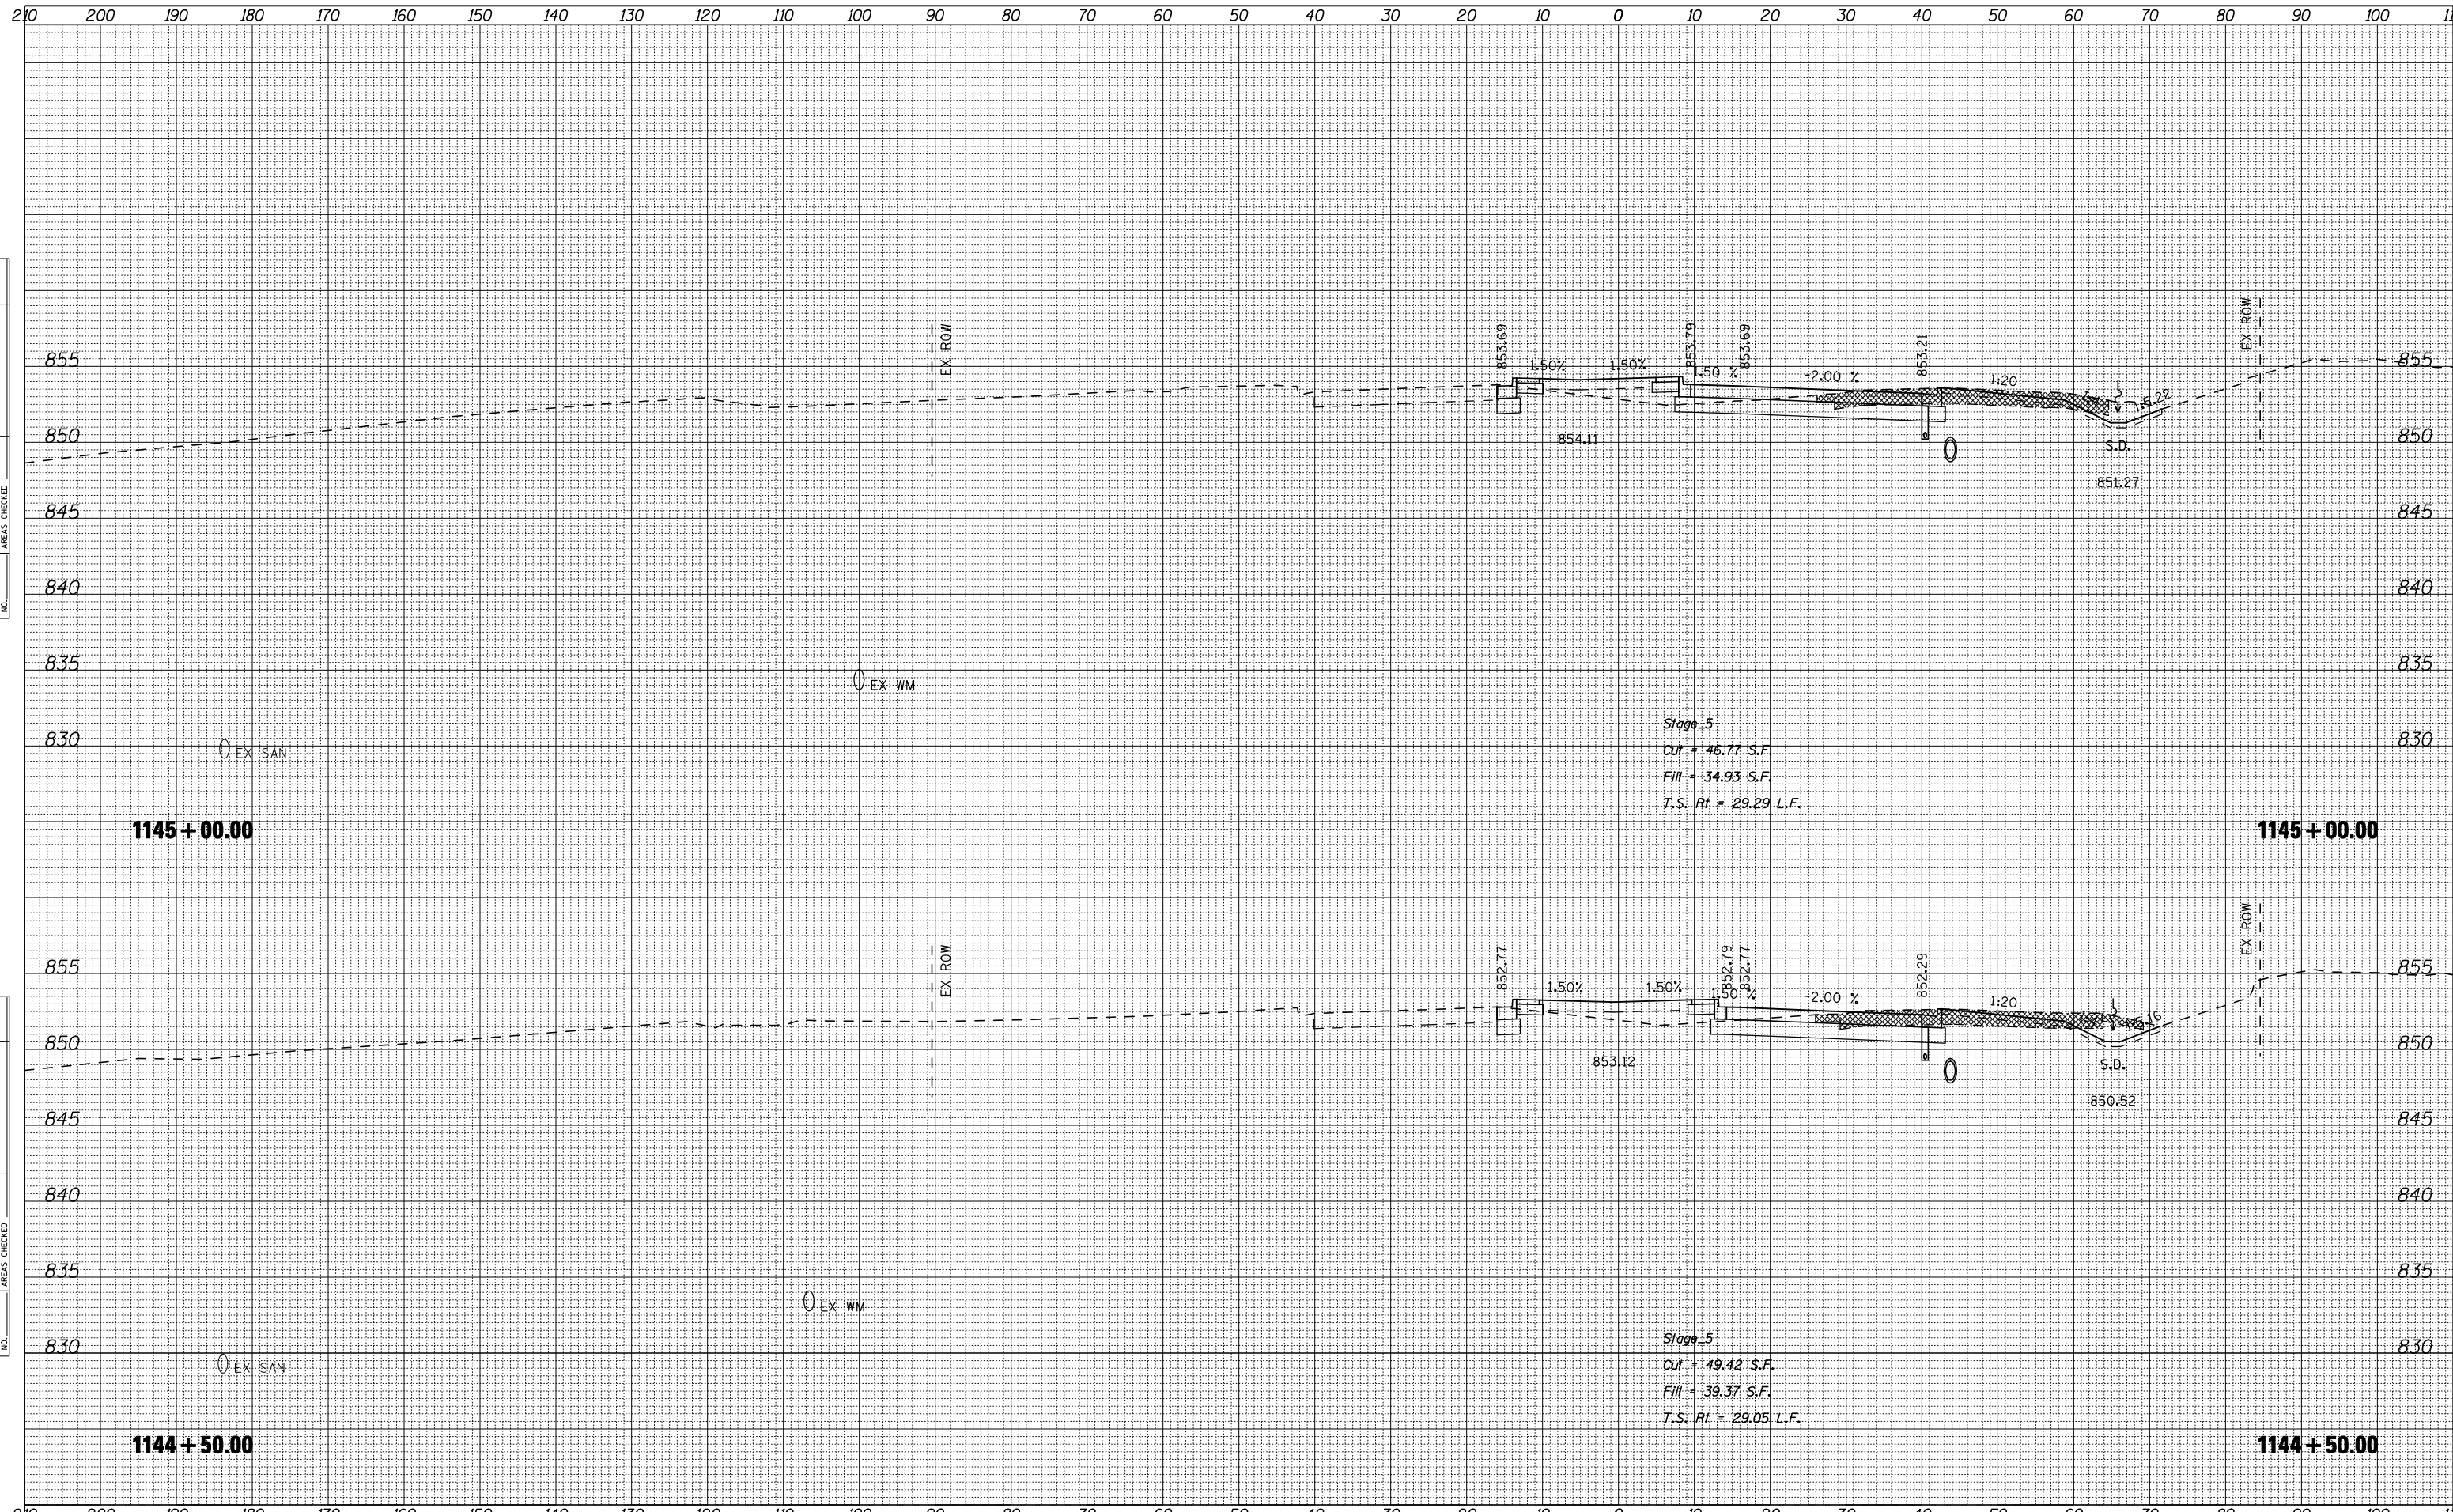 210 200 190 180 170 160 150 140 130 120 110 100 90 80 70 60 50 40 30 20 10 0 10 20 30 40 50 60 70 80 90 100
EX ROW
853.69
853.79
853.69
853.21
EX ROW
855
1.50%
1.50%
1.50 %
-2.00 %
1:20
1:5.22
855
850
854.11
S.D.
850
851.27
845
845
AREAS CHECKED
840
840
NO.
835
EX WM
835
Stage_5
830
EX SAN
Cut = 46.77 S.F.
830
Fill = 34.93 S.F.
T.S. Rt = 29.29 L.F.
1145+00.00
1145+00.00
EX ROW
852.77
852.79
852.77
852.29
EX ROW
855
1.50%
1.50%
1.50 %
-2.00 %
1:20
855
850
853.12
S.D.
850
850.52
845
845
840
840
AREAS CHECKED
835
835
NO.
EX WM
830
Stage_5
830
EX SAN
Cut = 49.42 S.F.
Fill = 39.37 S.F.
T.S. Rt = 29.05 L.F.
1144+50.00
1144+50.00